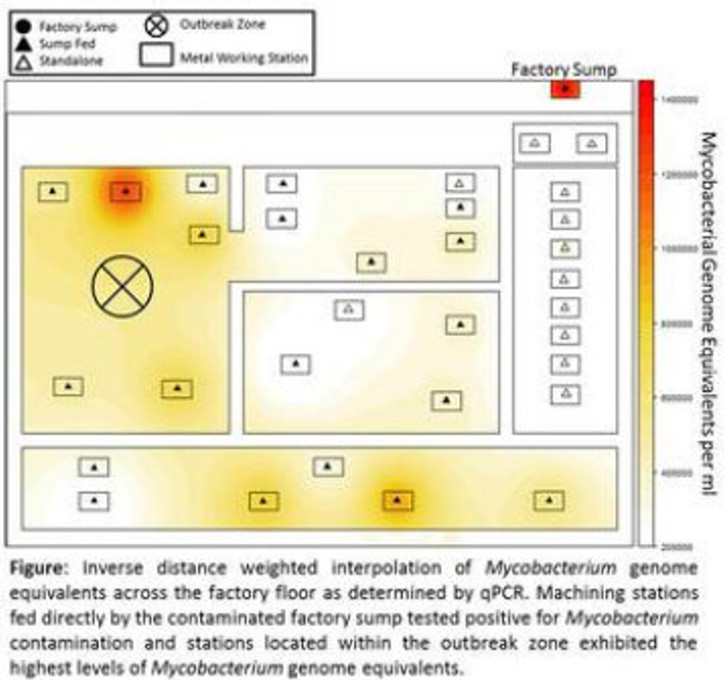 Factory Sump
Sump Fed
Standalone
Outbreak Zone
Metal Working Station
Factory Sump
1400000
1200000
1000000
800000
600000
400000
200000
Mycobacterial Genome Equivalents per ml
Figure: Inverse distance weighted interpolation of Mycobacterium genome
equivalents across the factory floor as determined by qPCR. Machining stations
fed directly by the contaminated factory sump tested positive for Mycobacterium
contamination and stations located within the outbreak zone exhibited the
highest levels of Mycobacterium genome equivalents.